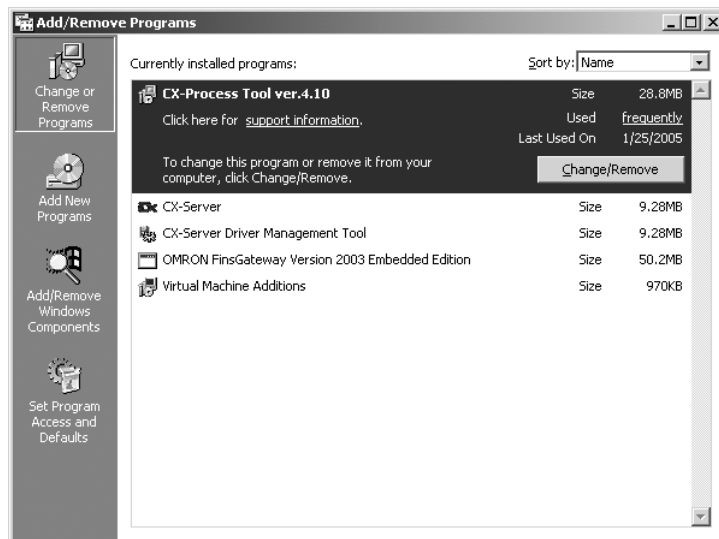 Add/Remove Programs
Change or
Remove
Programs
Add New
Programs
Add/Remove
Windows
Components
Set Program
Access and
Defaults
Currently installed programs:
Sort by: Name
CX-Process Tool ver.4.10 Size 28.8MB
Click here for support information. Used frequently
Last Used On 1/25/2005
To change this program or remove it from your
computer, click Change/Remove.
Change/Remove
CX-Server Size 9.28MB
CX-Server Driver Management Tool Size 9.28MB
OMRON FinsGateway Version 2003 Embedded Edition Size 50.2MB
Virtual Machine Additions Size 970KB